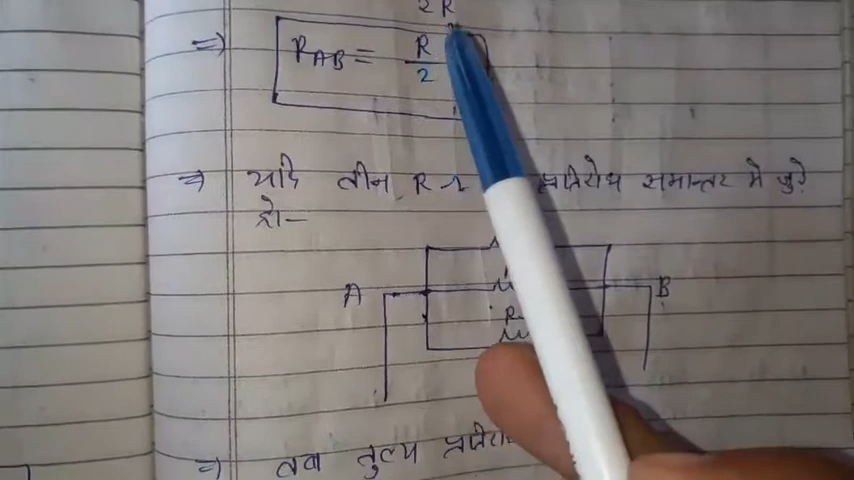 2R
⇒ RAB = R/2
⇒ यदि तीन R-R प्रतिरोध समान्तर मे जुड़े
हो—
A B
R
⇒ तब तुल्य